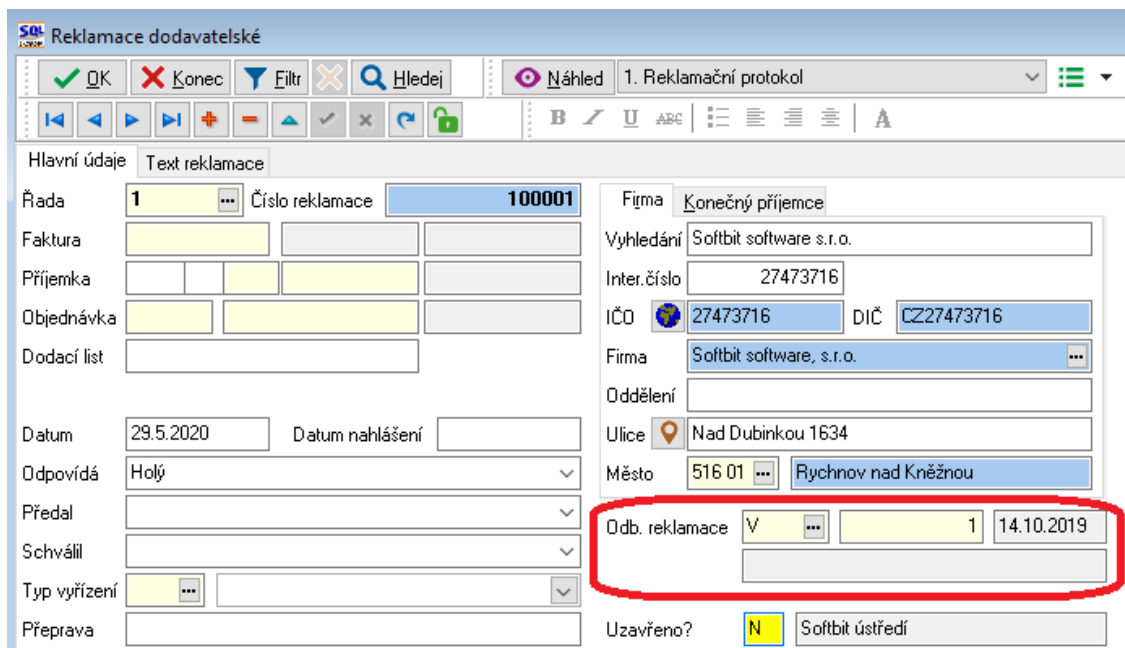 SQL Reklamace dodavatelské
OK Konec Filtr Hledej Náhled 1. Reklamační protokol
B I U ABC A
Hlavní údaje Text reklamace
Řada 1 ... Číslo reklamace 100001 Firma Konečný příjemce
Faktura Vyhledání Softbit software s.r.o.
Příjemka Inter.číslo 27473716
Objednávka IČO 27473716 DIČ CZ27473716
Dodací list Firma Softbit software, s.r.o. ...
Oddělení
Datum 29.5.2020 Datum nahlášení Ulice Nad Dubinkou 1634
Odpovídá Holý Město 516 01 ... Rychnov nad Kněžnou
Předal Odb. reklamace V ... 1 14.10.2019
Schválil
Typ vyřízení ...
Přeprava Uzavřeno? N Softbit ústředí